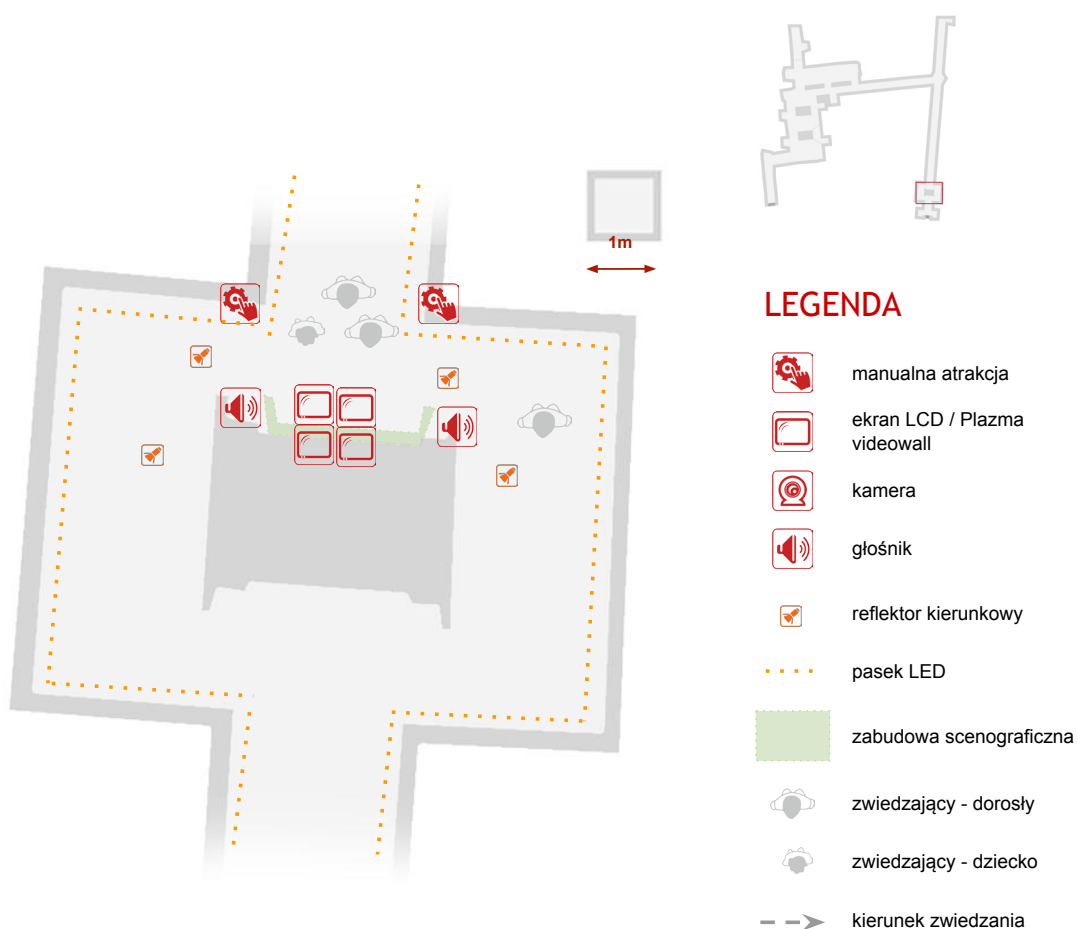 1m
LEGENDA
manualna atrakcja
ekran LCD / Plazma
videowall
kamera
głośnik
reflektor kierunkowy
pasek LED
zabudowa scenograficzna
zwiedzający - dorosły
zwiedzający - dziecko
kierunek zwiedzania